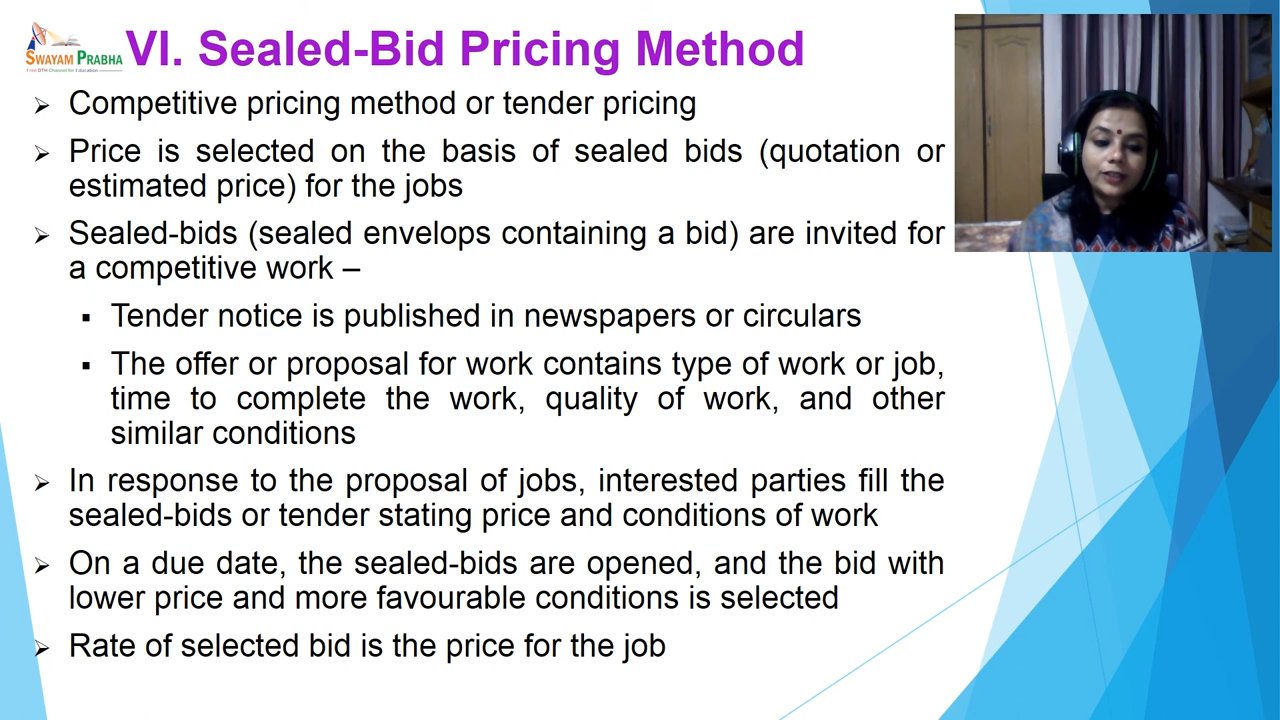 SWAYAM PRABHA
VI. Sealed-Bid Pricing Method
Competitive pricing method or tender pricing
Price is selected on the basis of sealed bids (quotation or
estimated price) for the jobs
Sealed-bids (sealed envelops containing a bid) are invited for
a competitive work –
Tender notice is published in newspapers or circulars
The offer or proposal for work contains type of work or job,
time to complete the work, quality of work, and other
similar conditions
In response to the proposal of jobs, interested parties fill the
sealed-bids or tender stating price and conditions of work
On a due date, the sealed-bids are opened, and the bid with
lower price and more favourable conditions is selected
Rate of selected bid is the price for the job